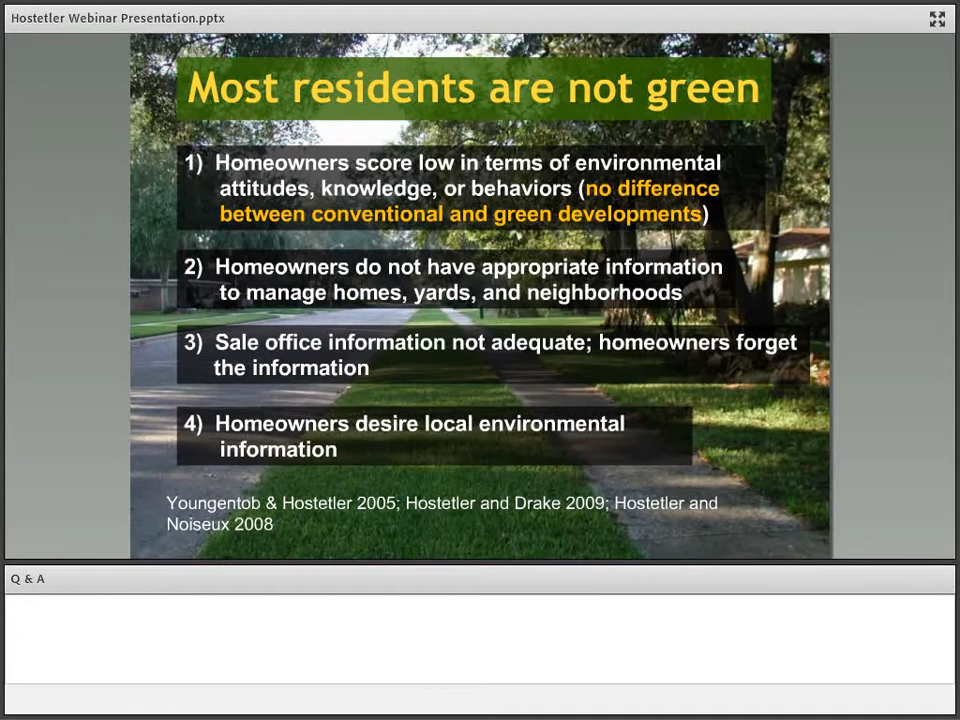 Hostetler Webinar Presentation.pptx
Most residents are not green
1) Homeowners score low in terms of environmental
attitudes, knowledge, or behaviors (no difference
between conventional and green developments)
2) Homeowners do not have appropriate information
to manage homes, yards, and neighborhoods
3) Sale office information not adequate; homeowners forget
the information
4) Homeowners desire local environmental
information
Youngentob & Hostetler 2005; Hostetler and Drake 2009; Hostetler and
Noiseux 2008
Q & A